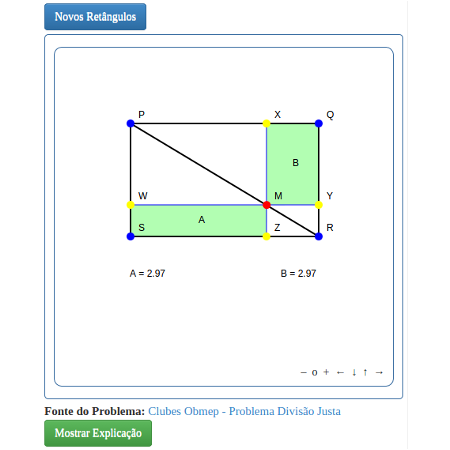 Novos Retângulos
P X Q
B
W M Y
A
S Z R
A = 2.97 B = 2.97
– o + ← ↓ ↑ →
Fonte do Problema: Clubes Obmep - Problema Divisão Justa
Mostrar Explicação